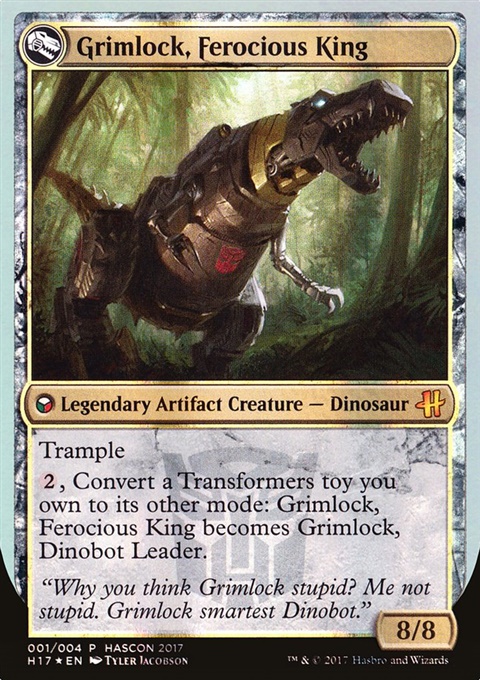 Grimlock, Ferocious King
Legendary Artifact Creature — Dinosaur
Trample
2, Convert a Transformers toy you
own to its other mode: Grimlock,
Ferocious King becomes Grimlock,
Dinobot Leader.
“Why you think Grimlock stupid? Me not
stupid. Grimlock smartest Dinobot.”
8/8
001/004 P HASCON 2017
H17★EN Tyler Jacobson
™ & © 2017 Hasbro and Wizards